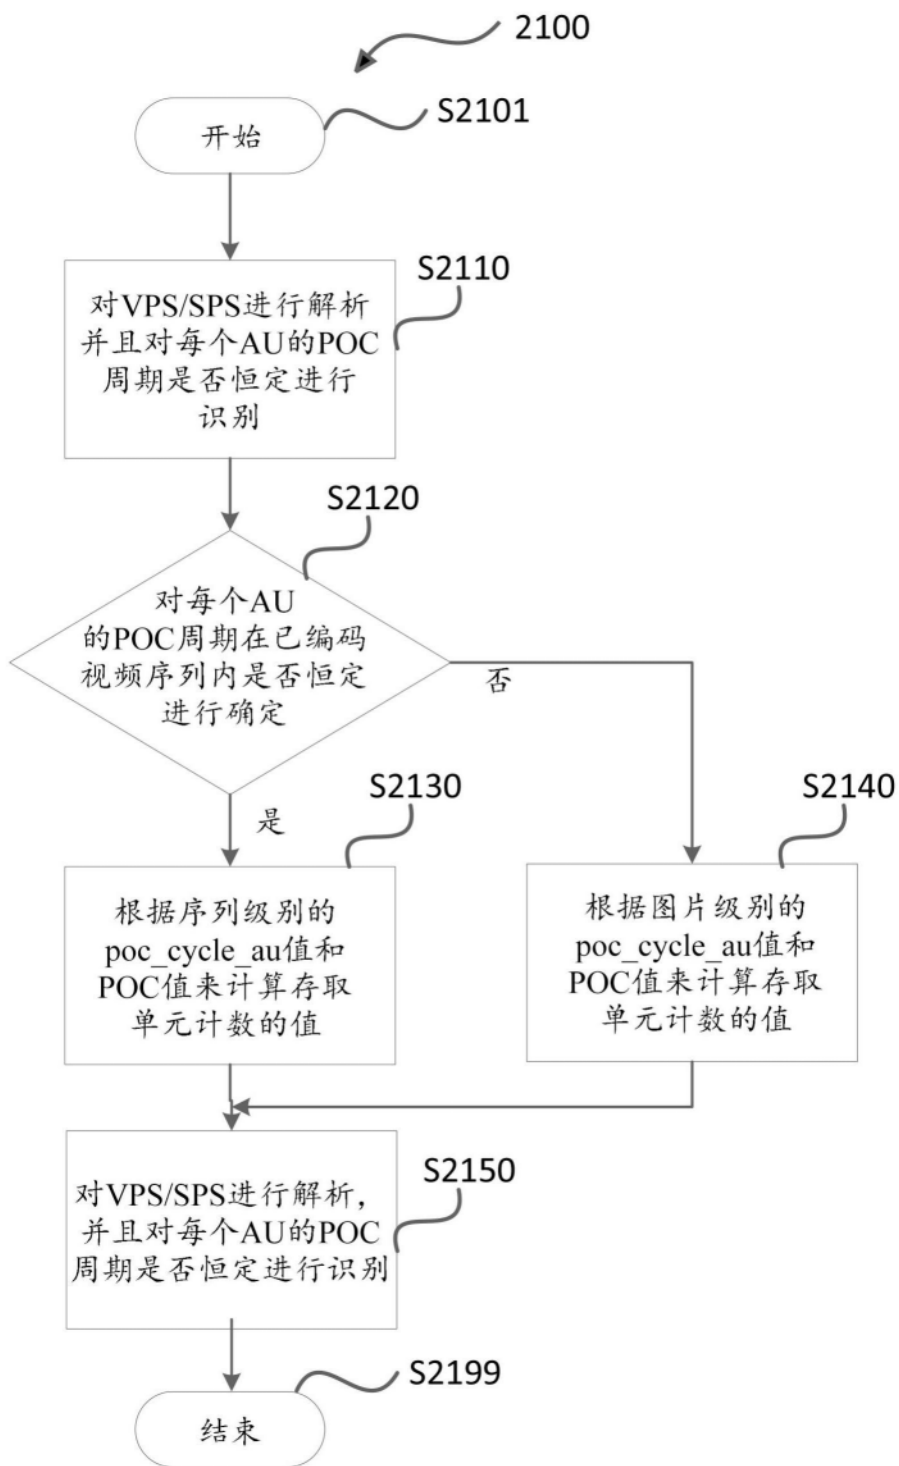 2100
S2101
开始
S2110
对VPS/SPS进行解析
并且对每个AU的POC
周期是否恒定进行
识别
S2120
对每个AU
的POC周期在已编码
视频序列内是否恒定
进行确定
否
是
S2130
根据序列级别的
poc_cycle_au值和
POC值来计算存取
单元计数的值
S2140
根据图片级别的
poc_cycle_au值和
POC值来计算存取
单元计数的值
S2150
对VPS/SPS进行解析,
并且对每个AU的POC
周期是否恒定进行识别
S2199
结束